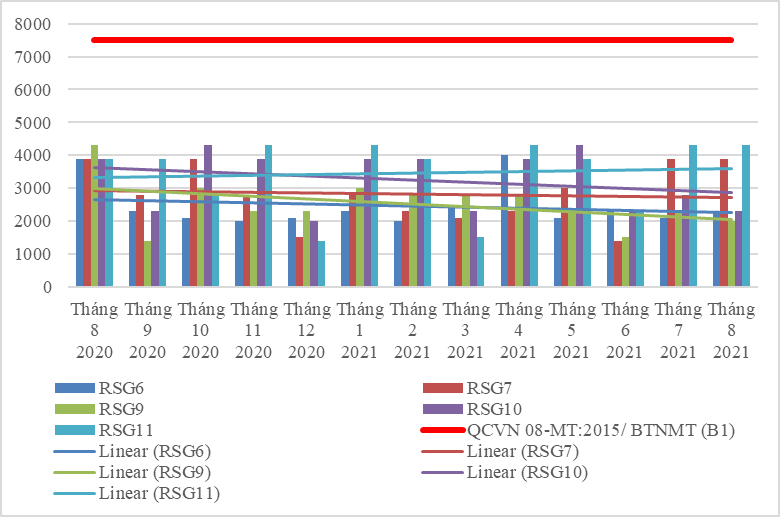 8000
7000
6000
5000
4000
3000
2000
1000
0
Tháng Tháng Tháng Tháng Tháng Tháng Tháng Tháng Tháng Tháng Tháng Tháng Tháng
8 9 10 11 12 1 2 3 4 5 6 7 8
2020 2020 2020 2020 2020 2021 2021 2021 2021 2021 2021 2021 2021
RSG6 RSG7
RSG9 RSG10
RSG11 QCVN 08-MT:2015/ BTNMT (B1)
Linear (RSG6) Linear (RSG7)
Linear (RSG9) Linear (RSG10)
Linear (RSG11)